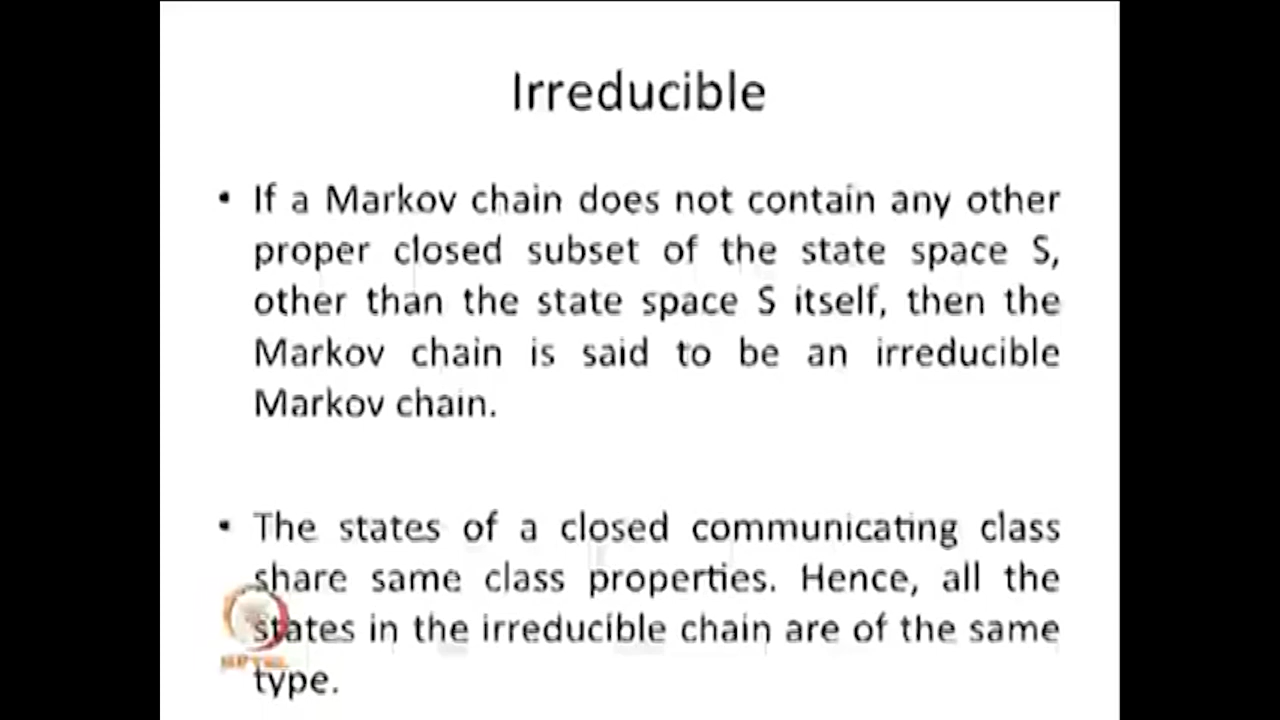 Irreducible
• If a Markov chain does not contain any other
proper closed subset of the state space S,
other than the state space S itself, then the
Markov chain is said to be an irreducible
Markov chain.
• The states of a closed communicating class
share same class properties. Hence, all the
states in the irreducible chain are of the same
type.
NPTEL